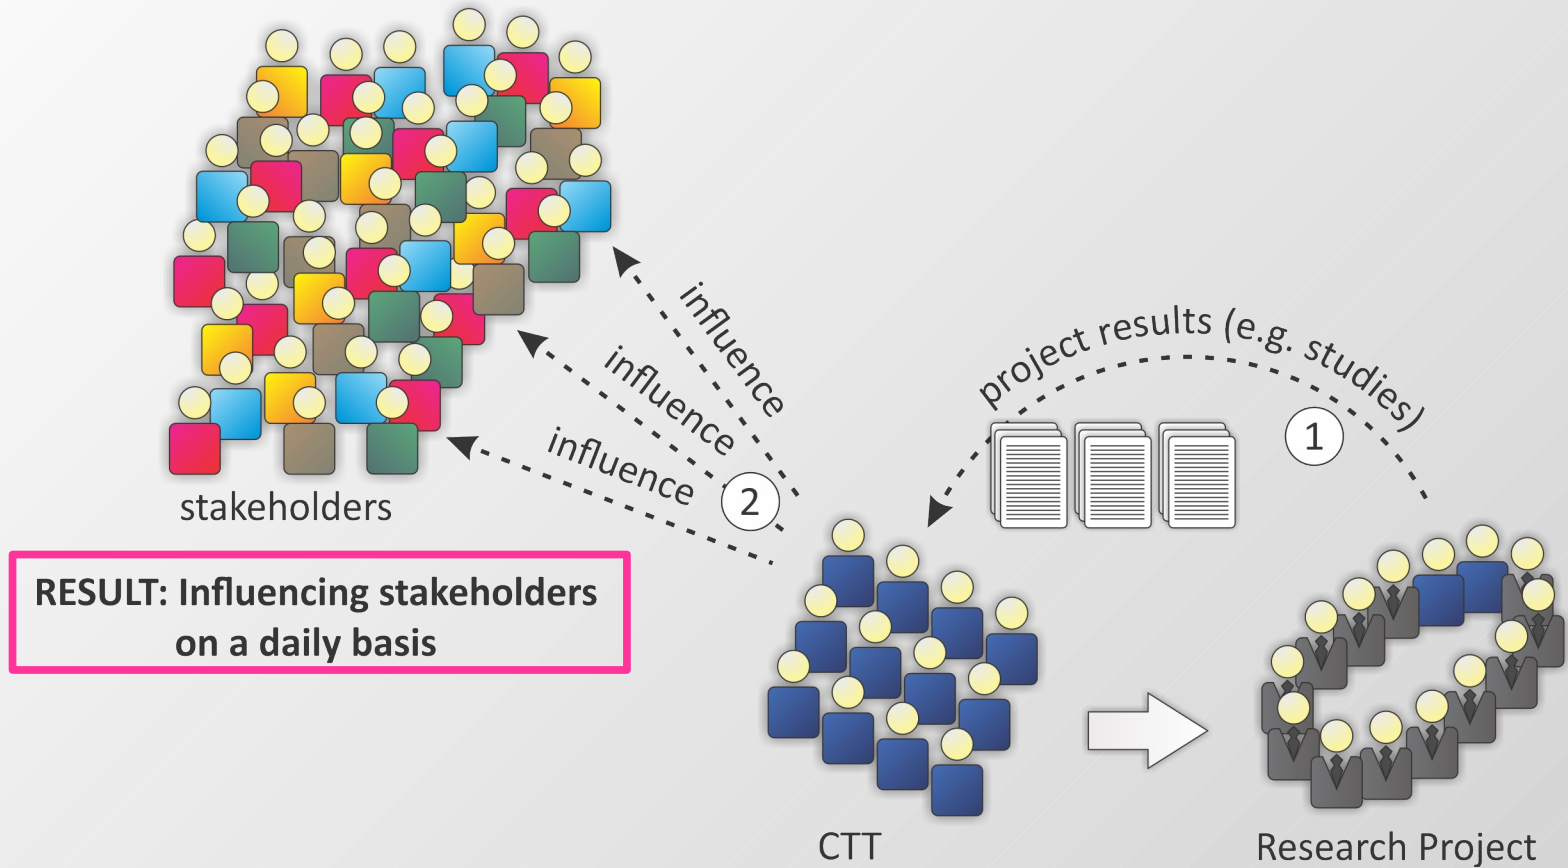 influence
influence
influence
project results (e.g. studies)
1
2
stakeholders
RESULT: Influencing stakeholders
on a daily basis
CTT
Research Project